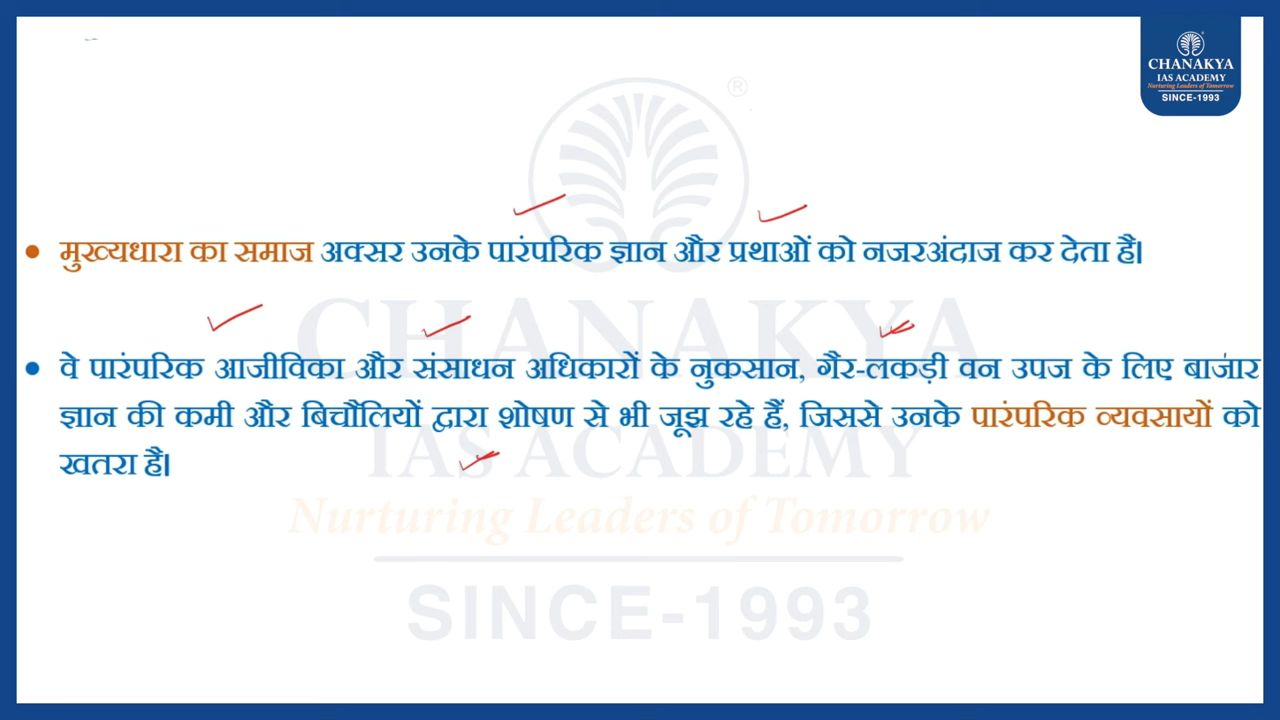 CHANAKYA
IAS ACADEMY
Nurturing Leaders of Tomorrow
SINCE-1993
®
• मुख्यधारा का समाज अक्सर उनके पारंपरिक ज्ञान और प्रथाओं को नजरअंदाज कर देता है।
• वे पारंपरिक आजीविका और संसाधन अधिकारों के नुकसान, गैर-लकड़ी वन उपज के लिए बाजार
ज्ञान की कमी और बिचौलियों द्वारा शोषण से भी जूझ रहे हैं, जिससे उनके पारंपरिक व्यवसायों को
खतरा है।
CHANAKYA
IAS ACADEMY
Nurturing Leaders of Tomorrow
SINCE-1993